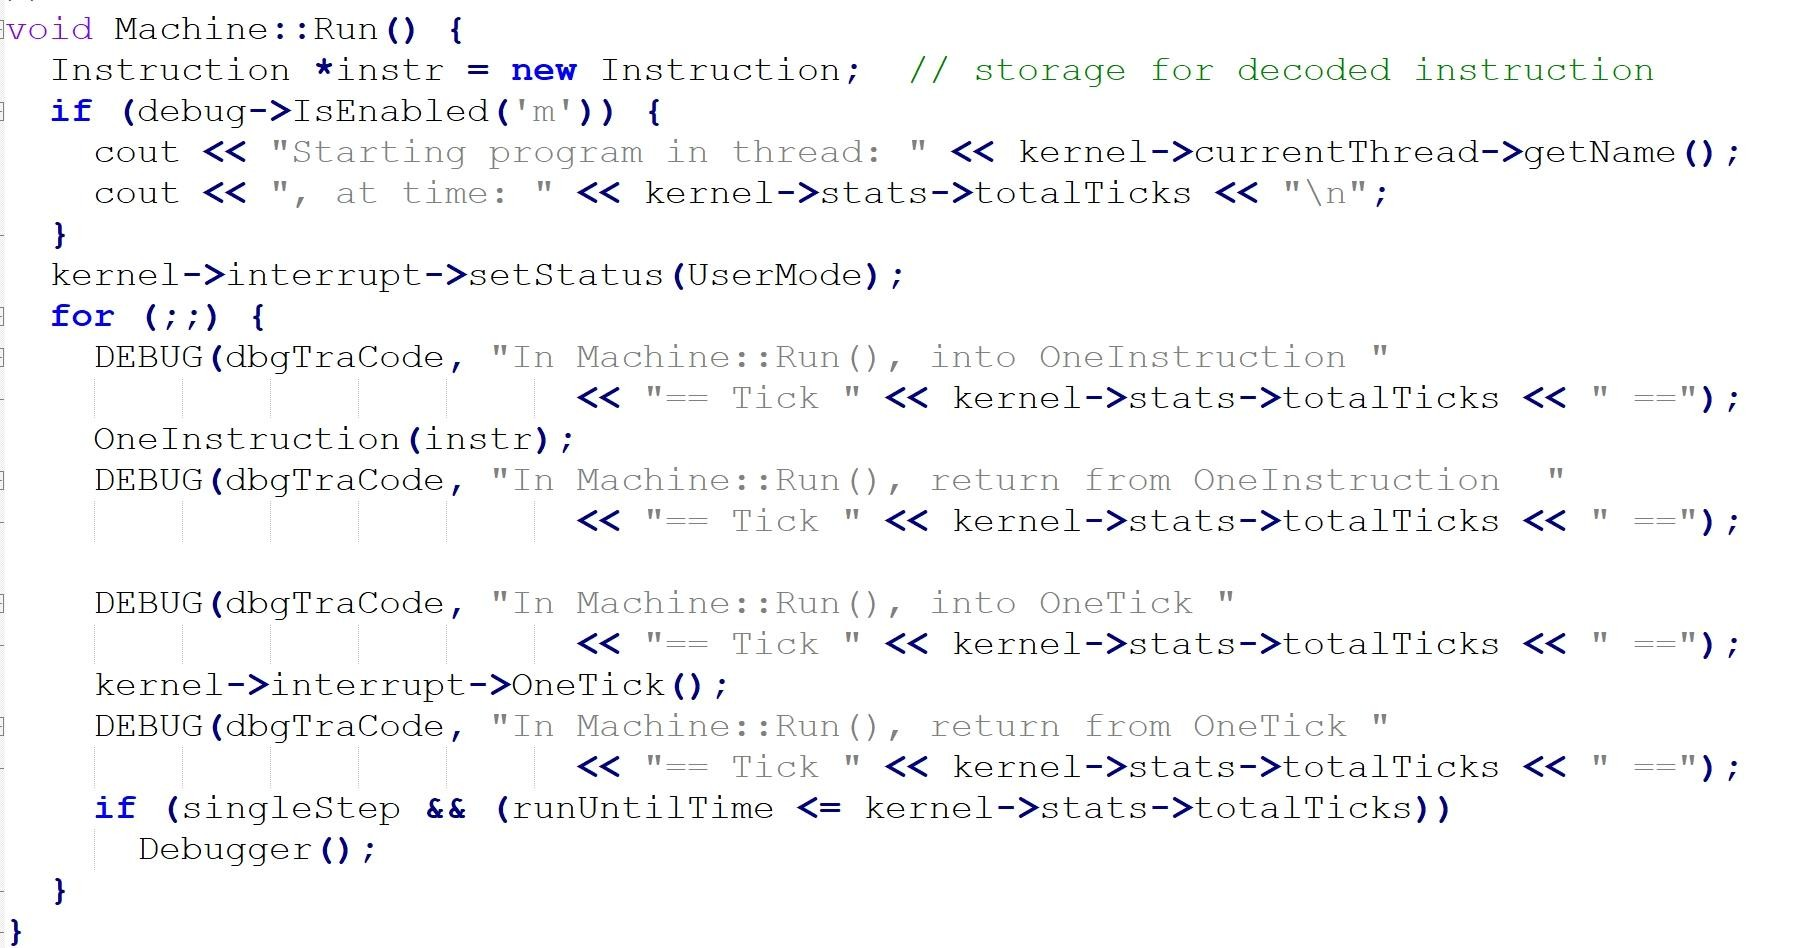 void Machine::Run() {
  Instruction *instr = new Instruction;  // storage for decoded instruction
  if (debug->IsEnabled('m')) {
    cout << "Starting program in thread: " << kernel->currentThread->getName();
    cout << ", at time: " << kernel->stats->totalTicks << "\n";
  }
  kernel->interrupt->setStatus(UserMode);
  for (;;) {
    DEBUG(dbgTraCode, "In Machine::Run(), into OneInstruction "
                          << "== Tick " << kernel->stats->totalTicks << " ==");
    OneInstruction(instr);
    DEBUG(dbgTraCode, "In Machine::Run(), return from OneInstruction  "
                          << "== Tick " << kernel->stats->totalTicks << " ==");

    DEBUG(dbgTraCode, "In Machine::Run(), into OneTick "
                          << "== Tick " << kernel->stats->totalTicks << " ==");
    kernel->interrupt->OneTick();
    DEBUG(dbgTraCode, "In Machine::Run(), return from OneTick "
                          << "== Tick " << kernel->stats->totalTicks << " ==");
    if (singleStep && (runUntilTime <= kernel->stats->totalTicks))
      Debugger();
  }
}